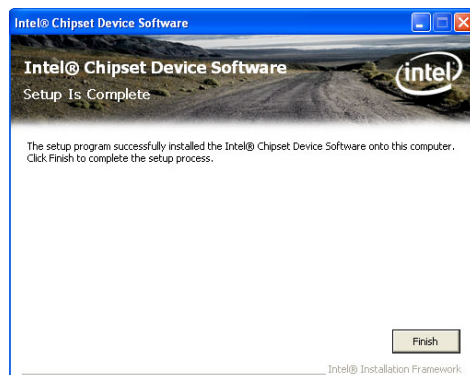 Intel® Chipset Device Software
Intel® Chipset Device Software
intel
Setup Is Complete
The setup program successfully installed the Intel® Chipset Device Software onto this computer.
Click Finish to complete the setup process.
Finish
Intel® Installation Framework